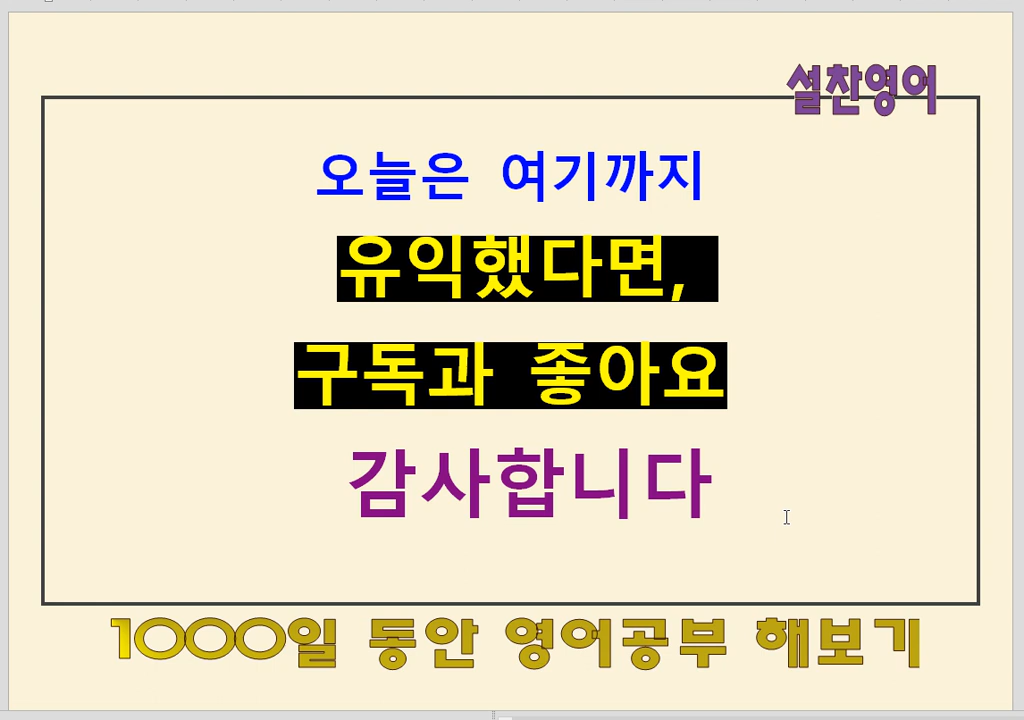 설찬영어
오늘은 여기까지
유익했다면,
구독과 좋아요
감사합니다
1000일 동안 영어공부 해보기